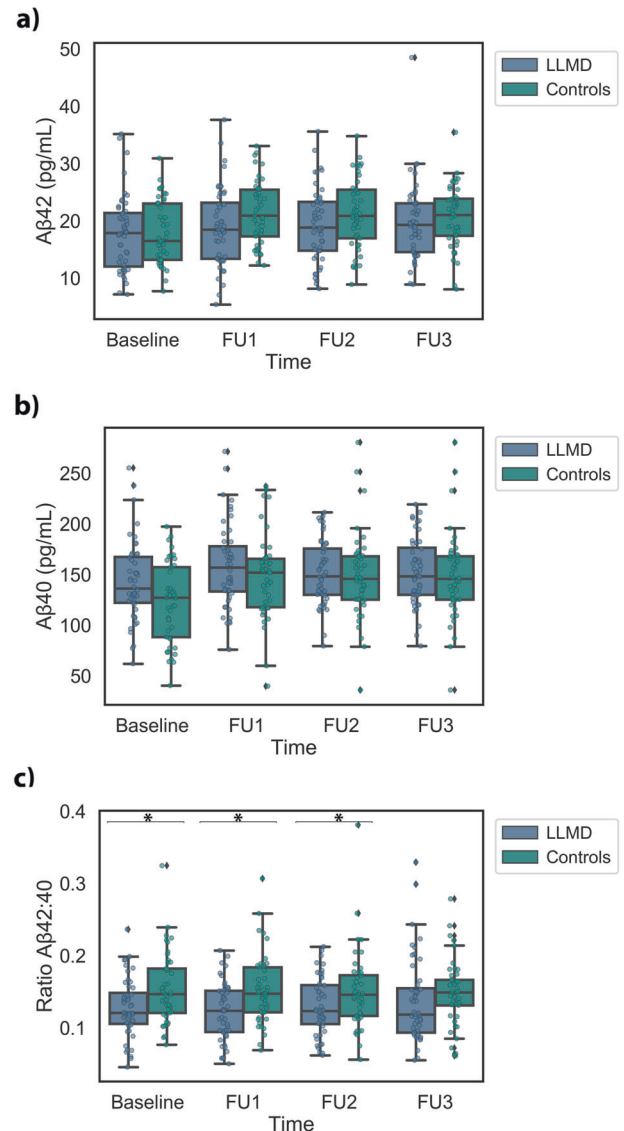 a)
50
40
30
20
10
Aβ42 (pg/mL)
LLMD
Controls
Baseline FU1 FU2 FU3
Time
b)
250
200
150
100
50
Aβ40 (pg/mL)
LLMD
Controls
Baseline FU1 FU2 FU3
Time
c)
0.4
0.3
0.2
0.1
Ratio Aβ42:40
* * *
LLMD
Controls
Baseline FU1 FU2 FU3
Time